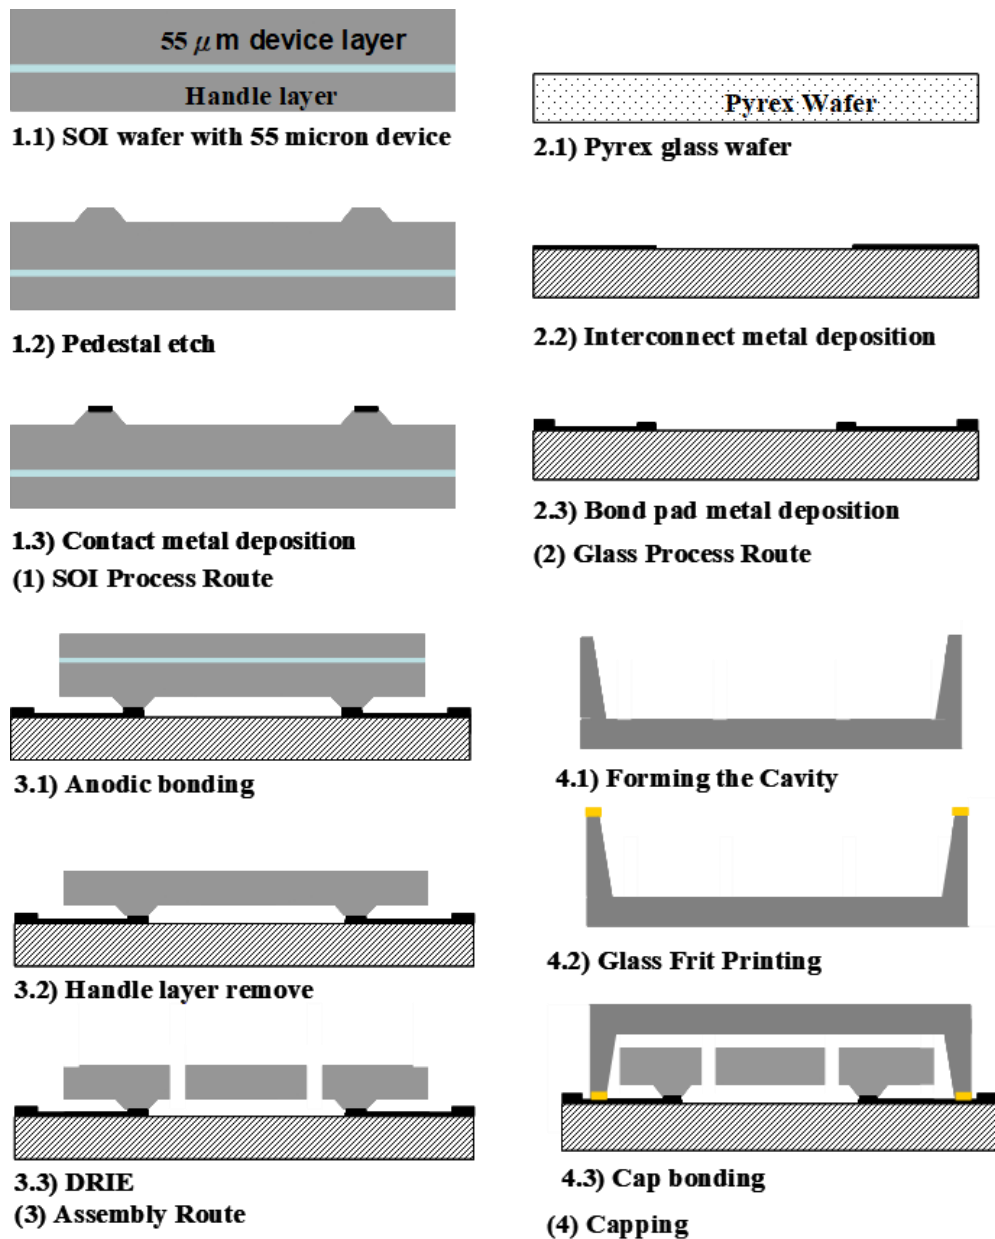 55 μm device layer
Handle layer
1.1) SOI wafer with 55 micron device
Pyrex Wafer
2.1) Pyrex glass wafer
1.2) Pedestal etch
2.2) Interconnect metal deposition
1.3) Contact metal deposition
(1) SOI Process Route
2.3) Bond pad metal deposition
(2) Glass Process Route
3.1) Anodic bonding
4.1) Forming the Cavity
3.2) Handle layer remove
4.2) Glass Frit Printing
3.3) DRIE
(3) Assembly Route
4.3) Cap bonding
(4) Capping